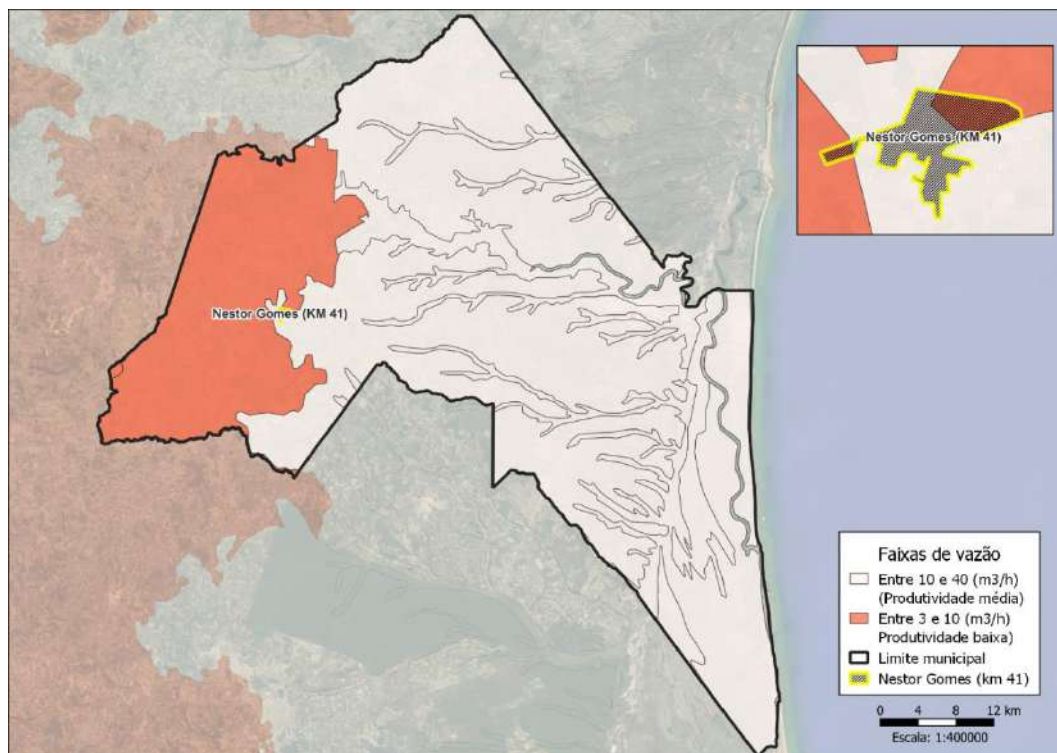 Nestor Gomes (KM 41)
Nestor Gomes (KM 41)
Faixas de vazão
Entre 10 e 40 (m3/h)
(Produtividade média)
Entre 3 e 10 (m3/h)
Produtividade baixa)
Limite municipal
Nestor Gomes (km 41)
0 4 8 12 km
Escala: 1:400000